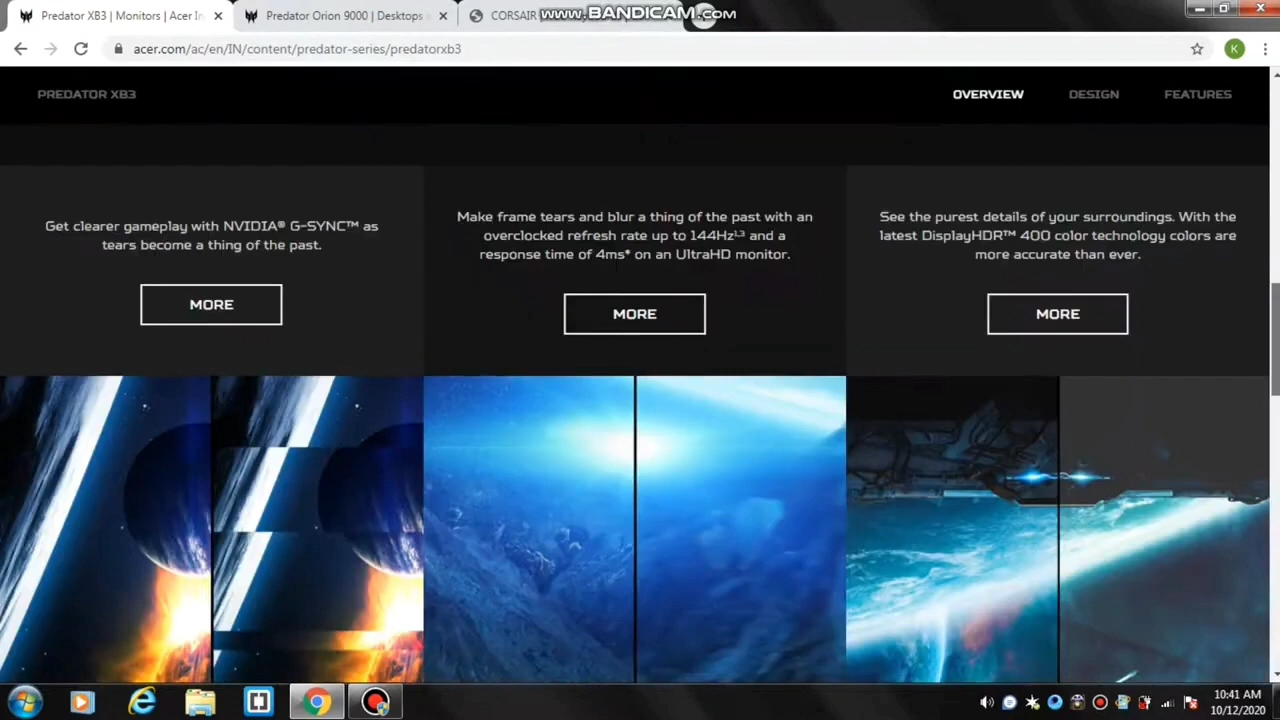 Predator XB3 | Monitors | Acer In
Predator Orion 9000 | Desktops
CORSAIR
www.BANDICAM.com
acer.com/ac/en/IN/content/predator-series/predatorxb3
K
PREDATOR XB3
OVERVIEW
DESIGN
FEATURES
Get clearer gameplay with NVIDIA® G-SYNC™ as
tears become a thing of the past.
MORE
Make frame tears and blur a thing of the past with an
overclocked refresh rate up to 144Hz¹,³ and a
response time of 4ms* on an UltraHD monitor.
MORE
See the purest details of your surroundings. With the
latest DisplayHDR™ 400 color technology colors are
more accurate than ever.
MORE
10:41 AM
10/12/2020